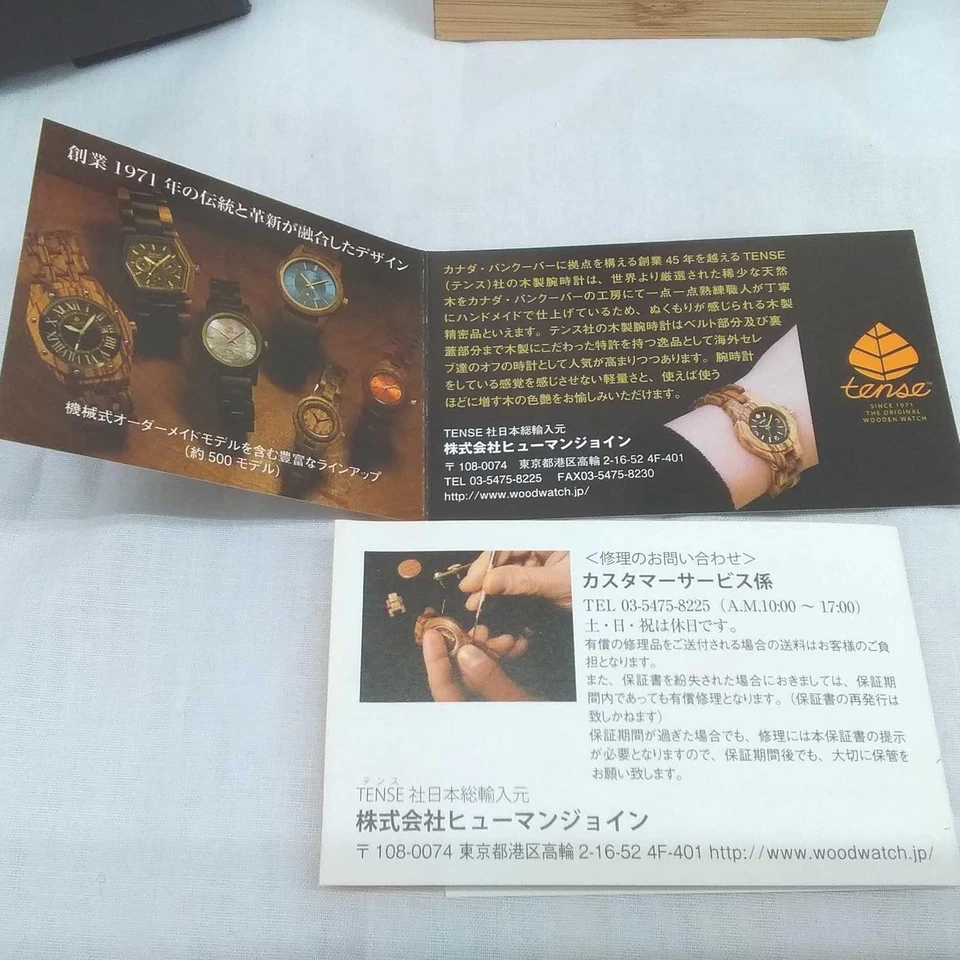 創業 1971 年の伝統と革新が融合したデザイン
機械式オーダーメイドモデルを含む豊富なラインアップ
(約 500 モデル)
カナダ・バンクーバーに拠点を構える創業 45 年を越える TENSE
(テンス)社の木製腕時計は、世界より厳選された稀少な天然
木をカナダ・バンクーバーの工房にて一点一点熟練職人が丁寧
にハンドメイドで仕上げているため、ぬくもりが感じられる木製
精密品といえます。テンス社の木製腕時計はベルト部分及び裏
蓋部分まで木製にこだわった特許を持つ逸品として海外セレ
ブ達のオフの時計として人気が高まりつつあります。腕時計
をしている感覚を感じさせない軽量さと、使えば使う
ほどに増す木の色艶をお愉しみいただけます。
TENSE 社日本総輸入元
株式会社ヒューマンジョイン
〒108-0074 東京都港区高輪 2-16-52 4F-401
TEL 03-5475-8225 FAX03-5475-8230
http://www.woodwatch.jp/
tense™
SINCE 1971
THE ORIGINAL
WOODEN WATCH
＜修理のお問い合わせ＞
カスタマーサービス係
TEL 03-5475-8225（A.M.10:00 ～ 17:00）
土・日・祝は休日です。
有償の修理品をご送付される場合の送料はお客様のご負
担となります。
また、保証書を紛失された場合におきましては、保証期
間内であっても有償修理となります。（保証書の再発行は
致しかねます）
保証期間が過ぎた場合でも、修理には本保証書の提示
が必要となりますので、保証期間後でも、大切に保管を
お願い致します。
テンス
TENSE 社日本総輸入元
株式会社ヒューマンジョイン
〒108-0074 東京都港区高輪 2-16-52 4F-401 http://www.woodwatch.jp/